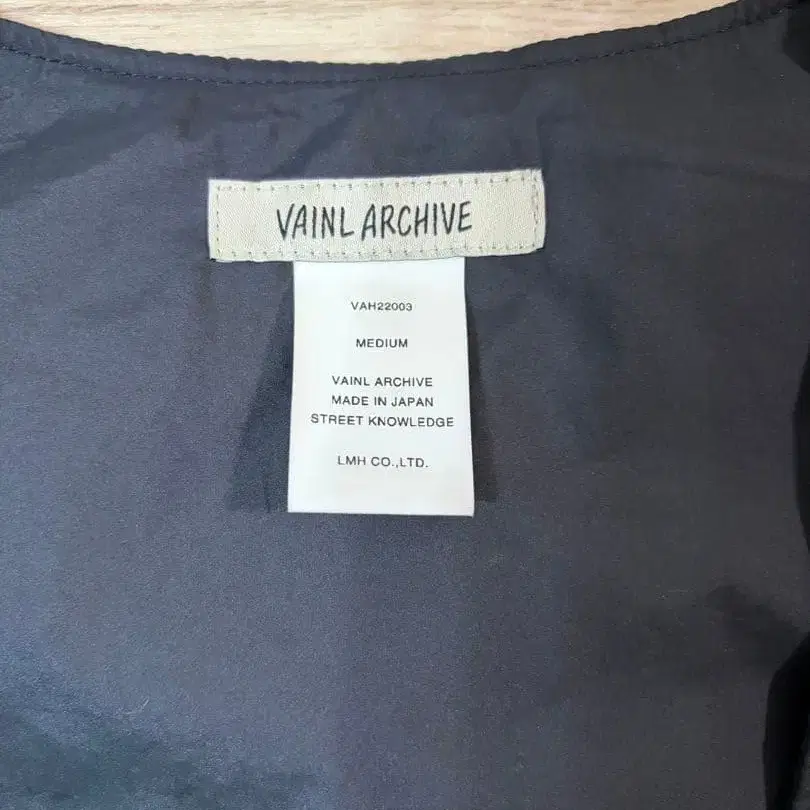 VAINL ARCHIVE
VAH22003
MEDIUM
VAINL ARCHIVE
MADE IN JAPAN
STREET KNOWLEDGE
LMH CO.,LTD.